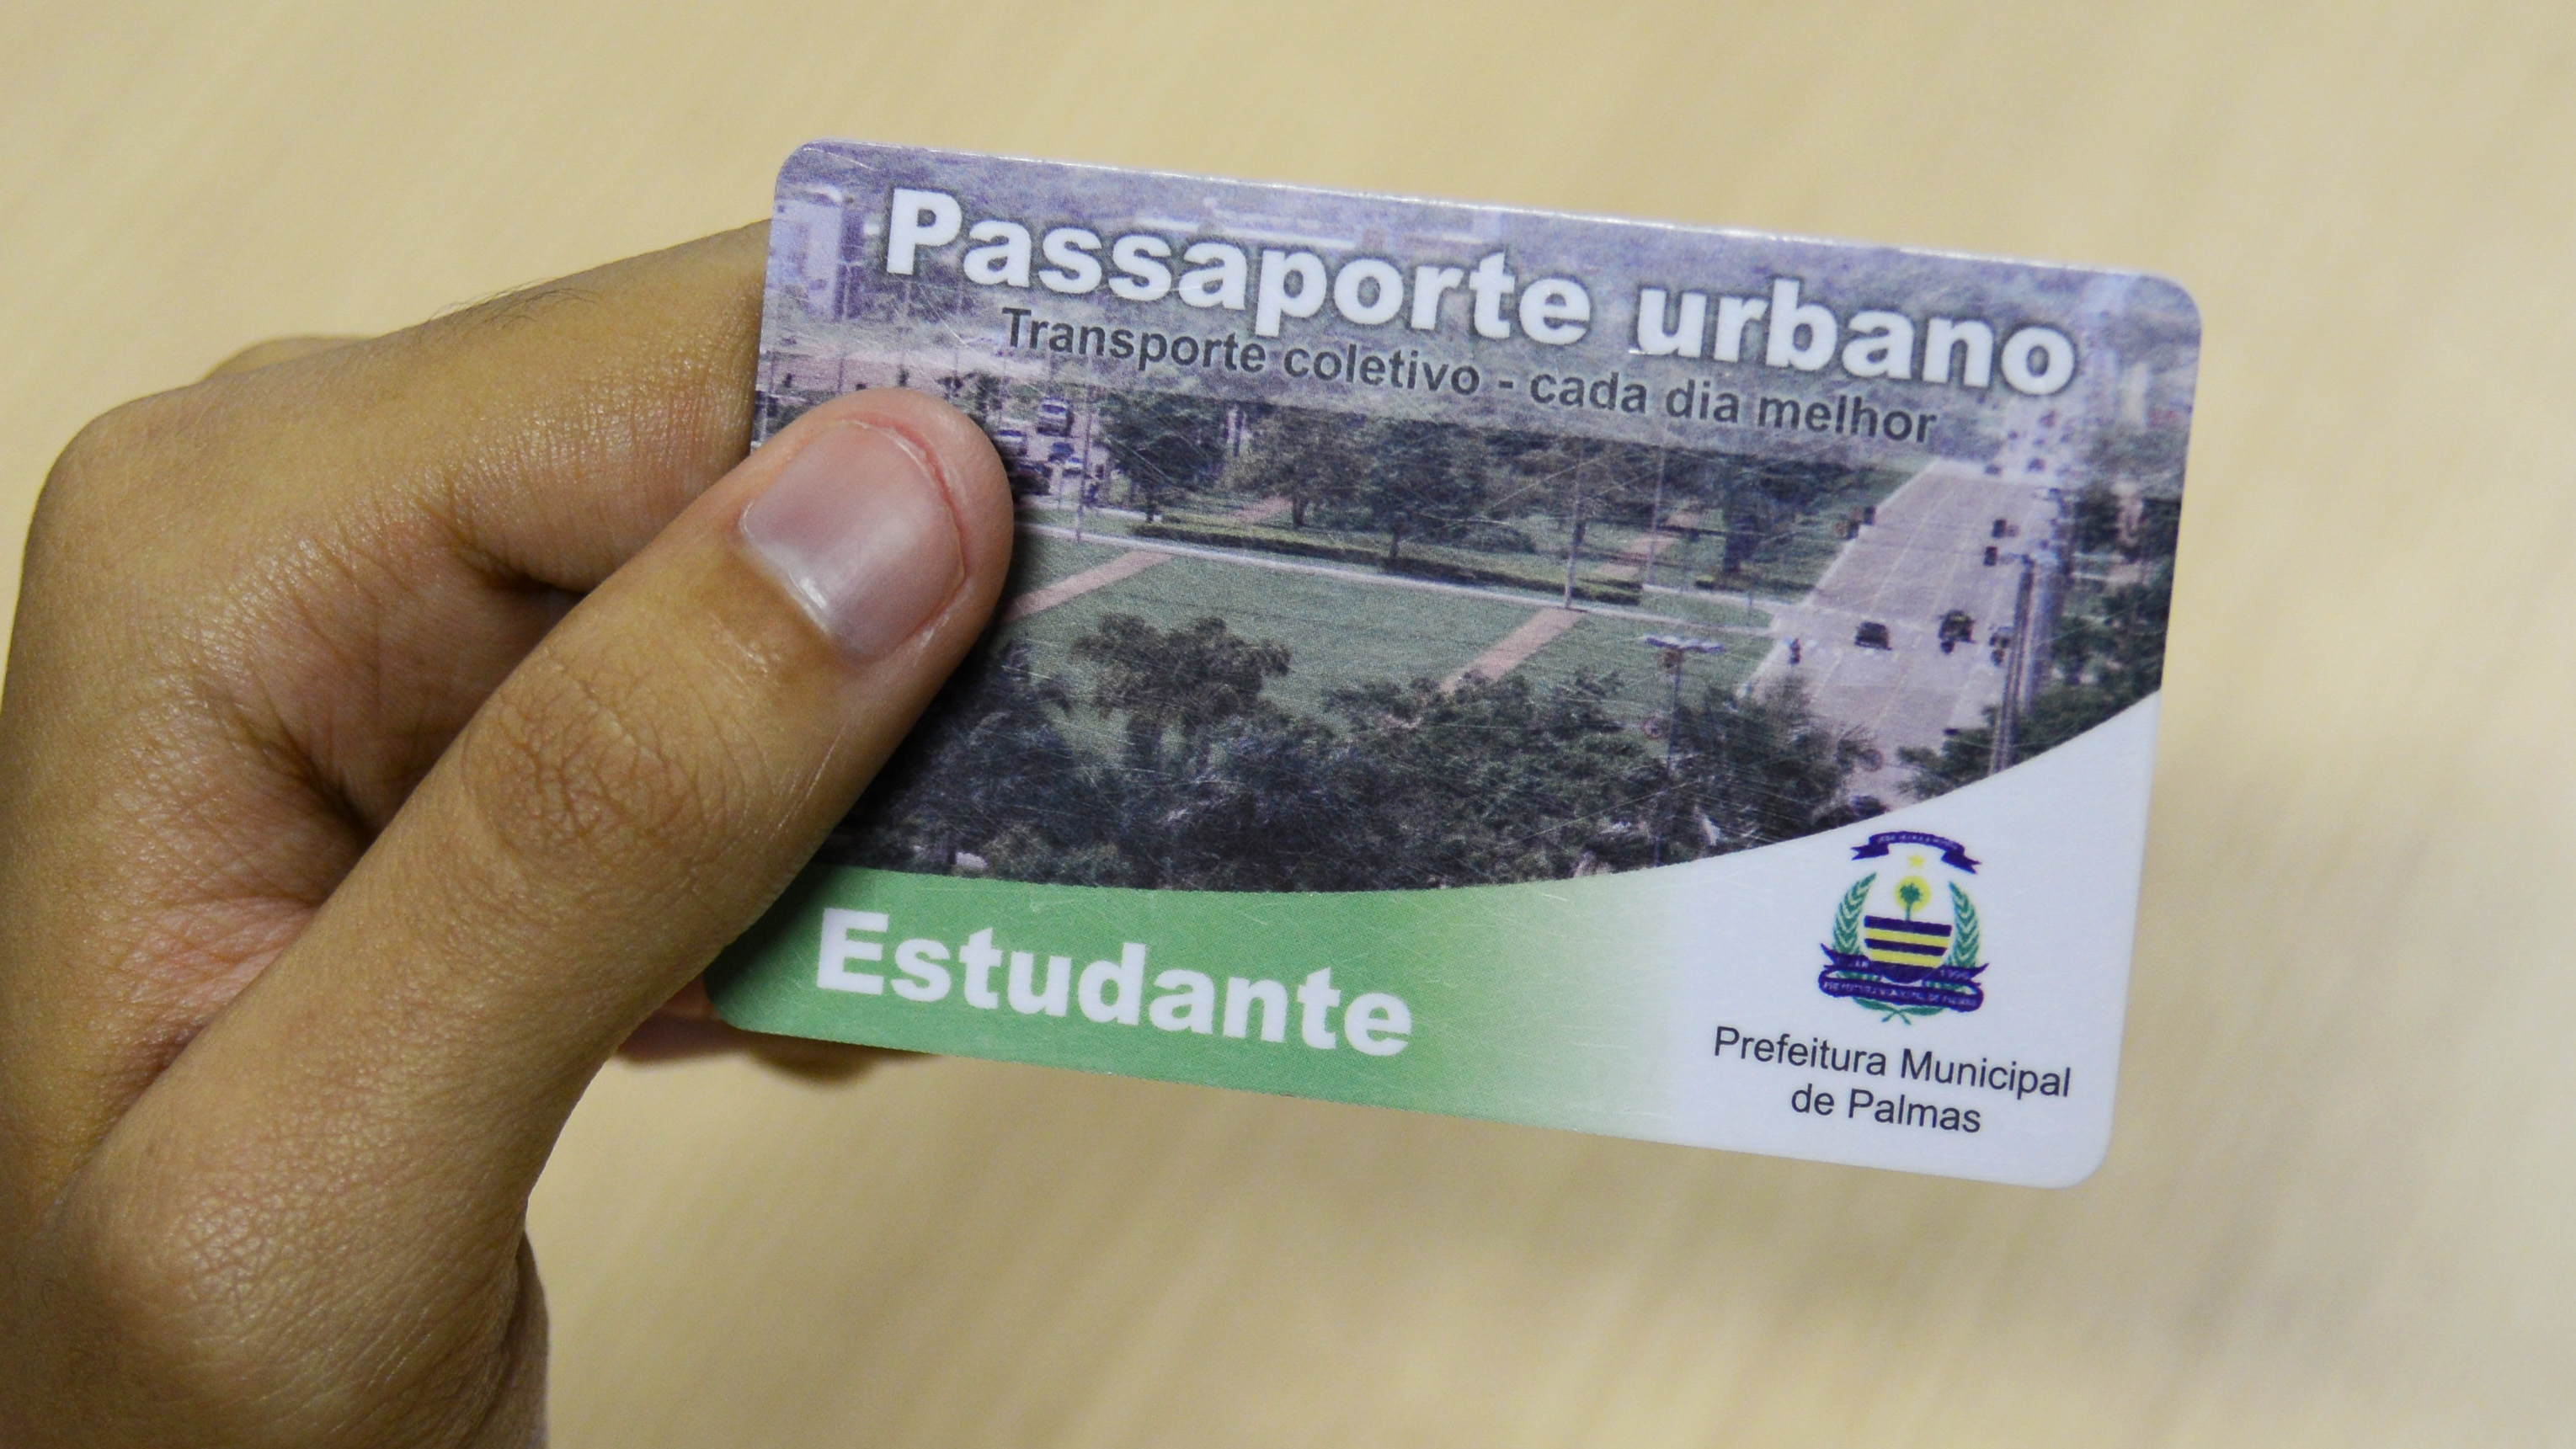 Passaporte urbano
Transporte coletivo - cada dia melhor
Estudante
Prefeitura Municipal
de Palmas